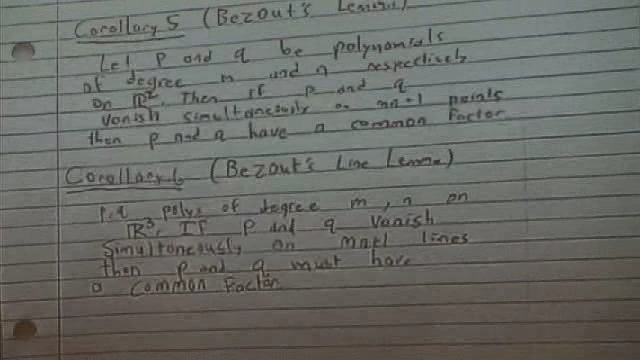 Corollary 5 (Bezout's Lemma)
Let P and q be polynomials
of degree m and n respectively
on R². Then if p and q
vanish simultaneously on mn+1 points
then p and q have a common factor
Corollary 6 (Bezout's Line Lemma)
p,q polys of degree m, n on
R³, If P and q vanish
Simultaneously on mn+1 lines
then p and q must have
a common factor